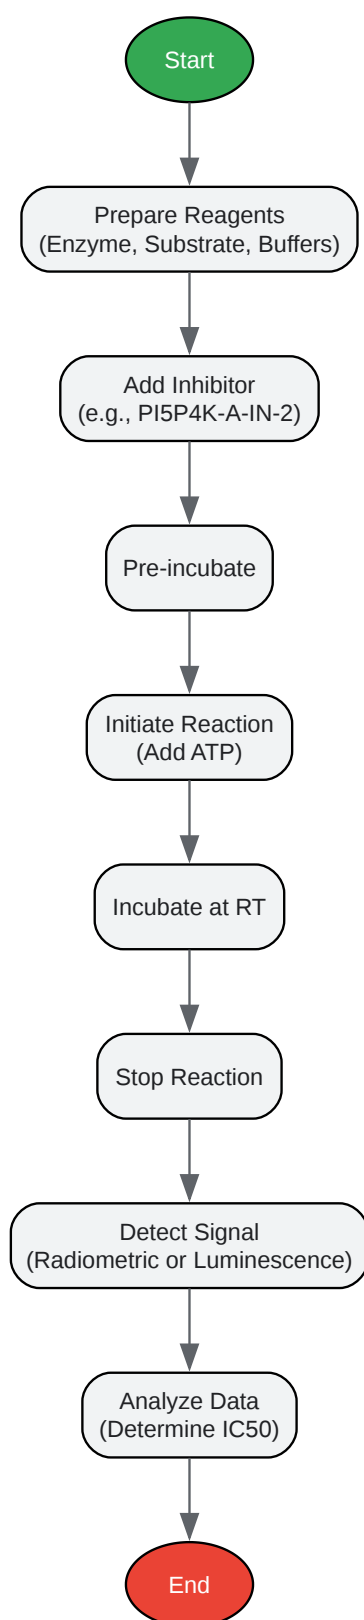 Start
Prepare Reagents
(Enzyme, Substrate, Buffers)
Add Inhibitor
(e.g., PI5P4K-A-IN-2)
Pre-incubate
Initiate Reaction
(Add ATP)
Incubate at RT
Stop Reaction
Detect Signal
(Radiometric or Luminescence)
Analyze Data
(Determine IC50)
End